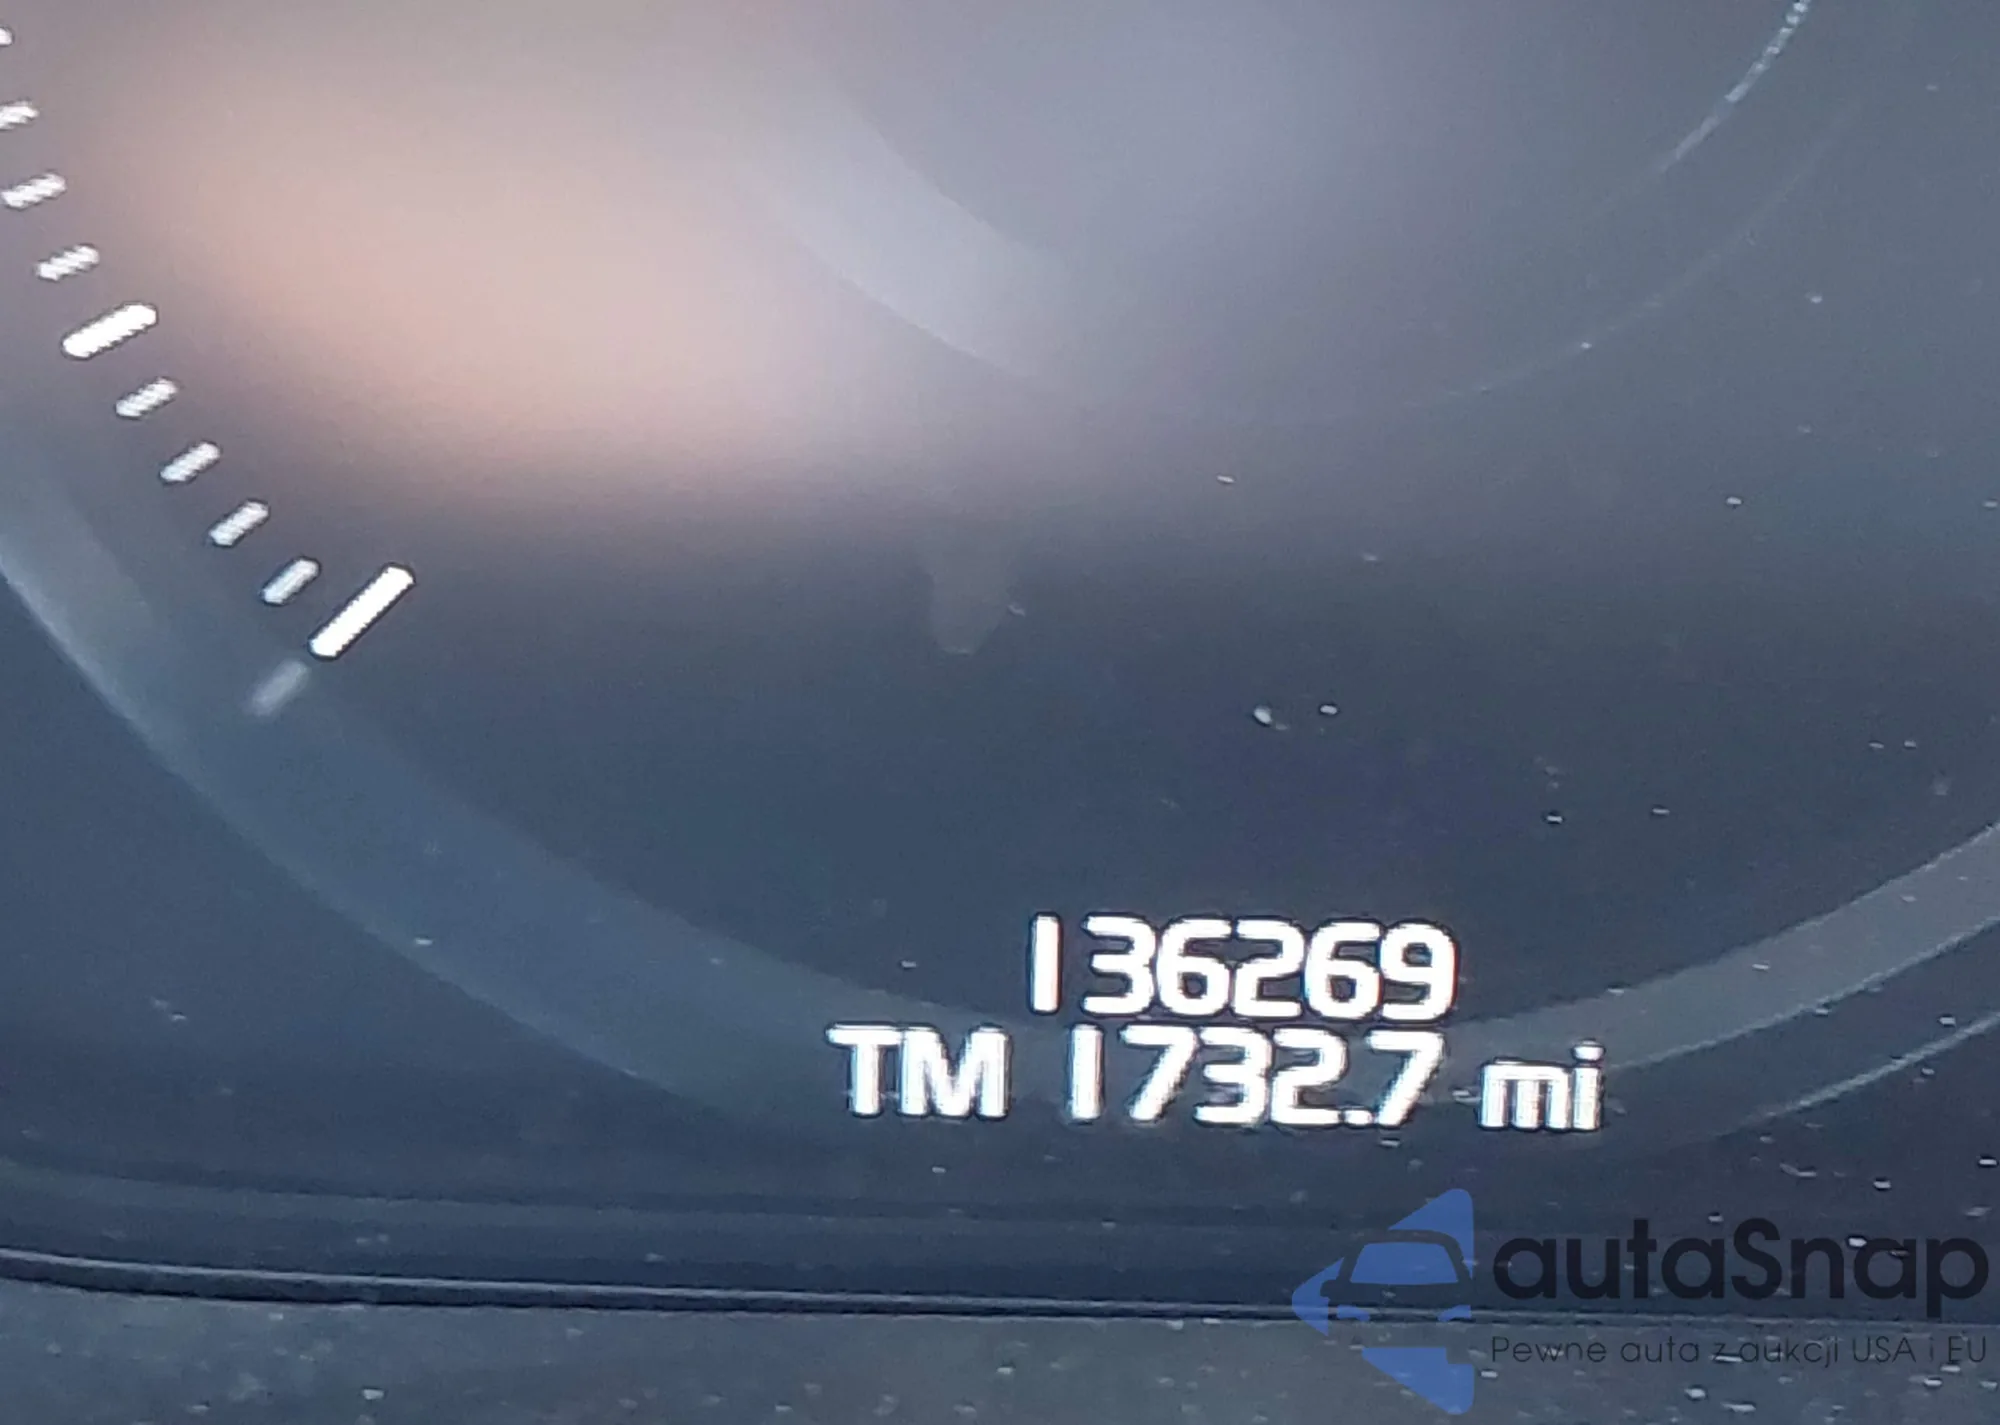 136269
TM 1732.7 mi
autaSnap
Pewne auta z aukcji USA i EU